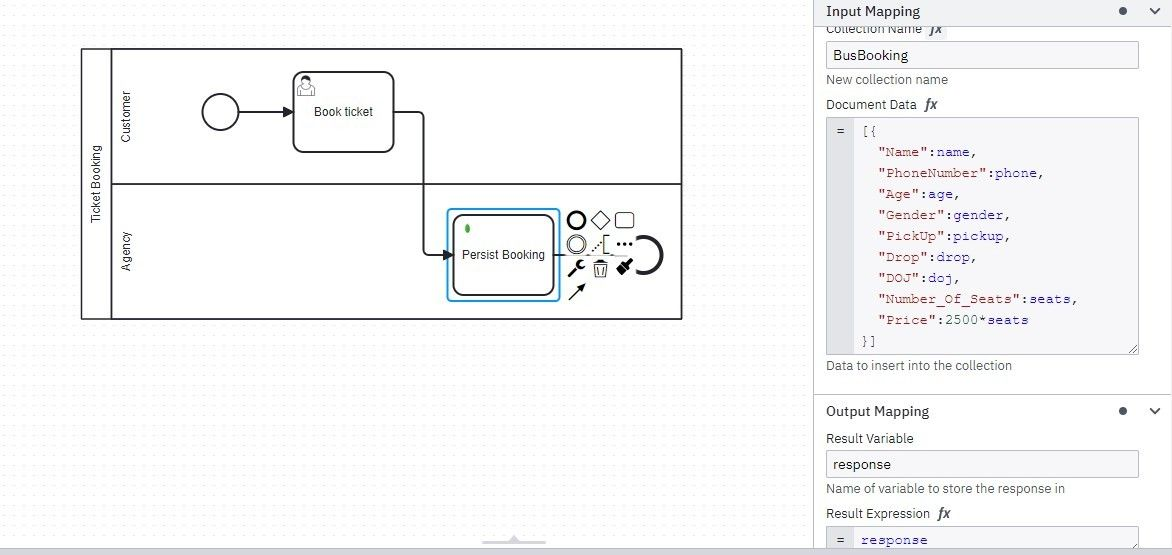 Ticket Booking
Customer
Book ticket
Agency
Persist Booking
Input Mapping
Collection Name fx
BusBooking
New collection name
Document Data fx
= [{
"Name":name,
"PhoneNumber":phone,
"Age":age,
"Gender":gender,
"PickUp":pickup,
"Drop":drop,
"DOJ":doj,
"Number_Of_Seats":seats,
"Price":2500*seats
}]
Data to insert into the collection
Output Mapping
Result Variable
response
Name of variable to store the response in
Result Expression fx
= response